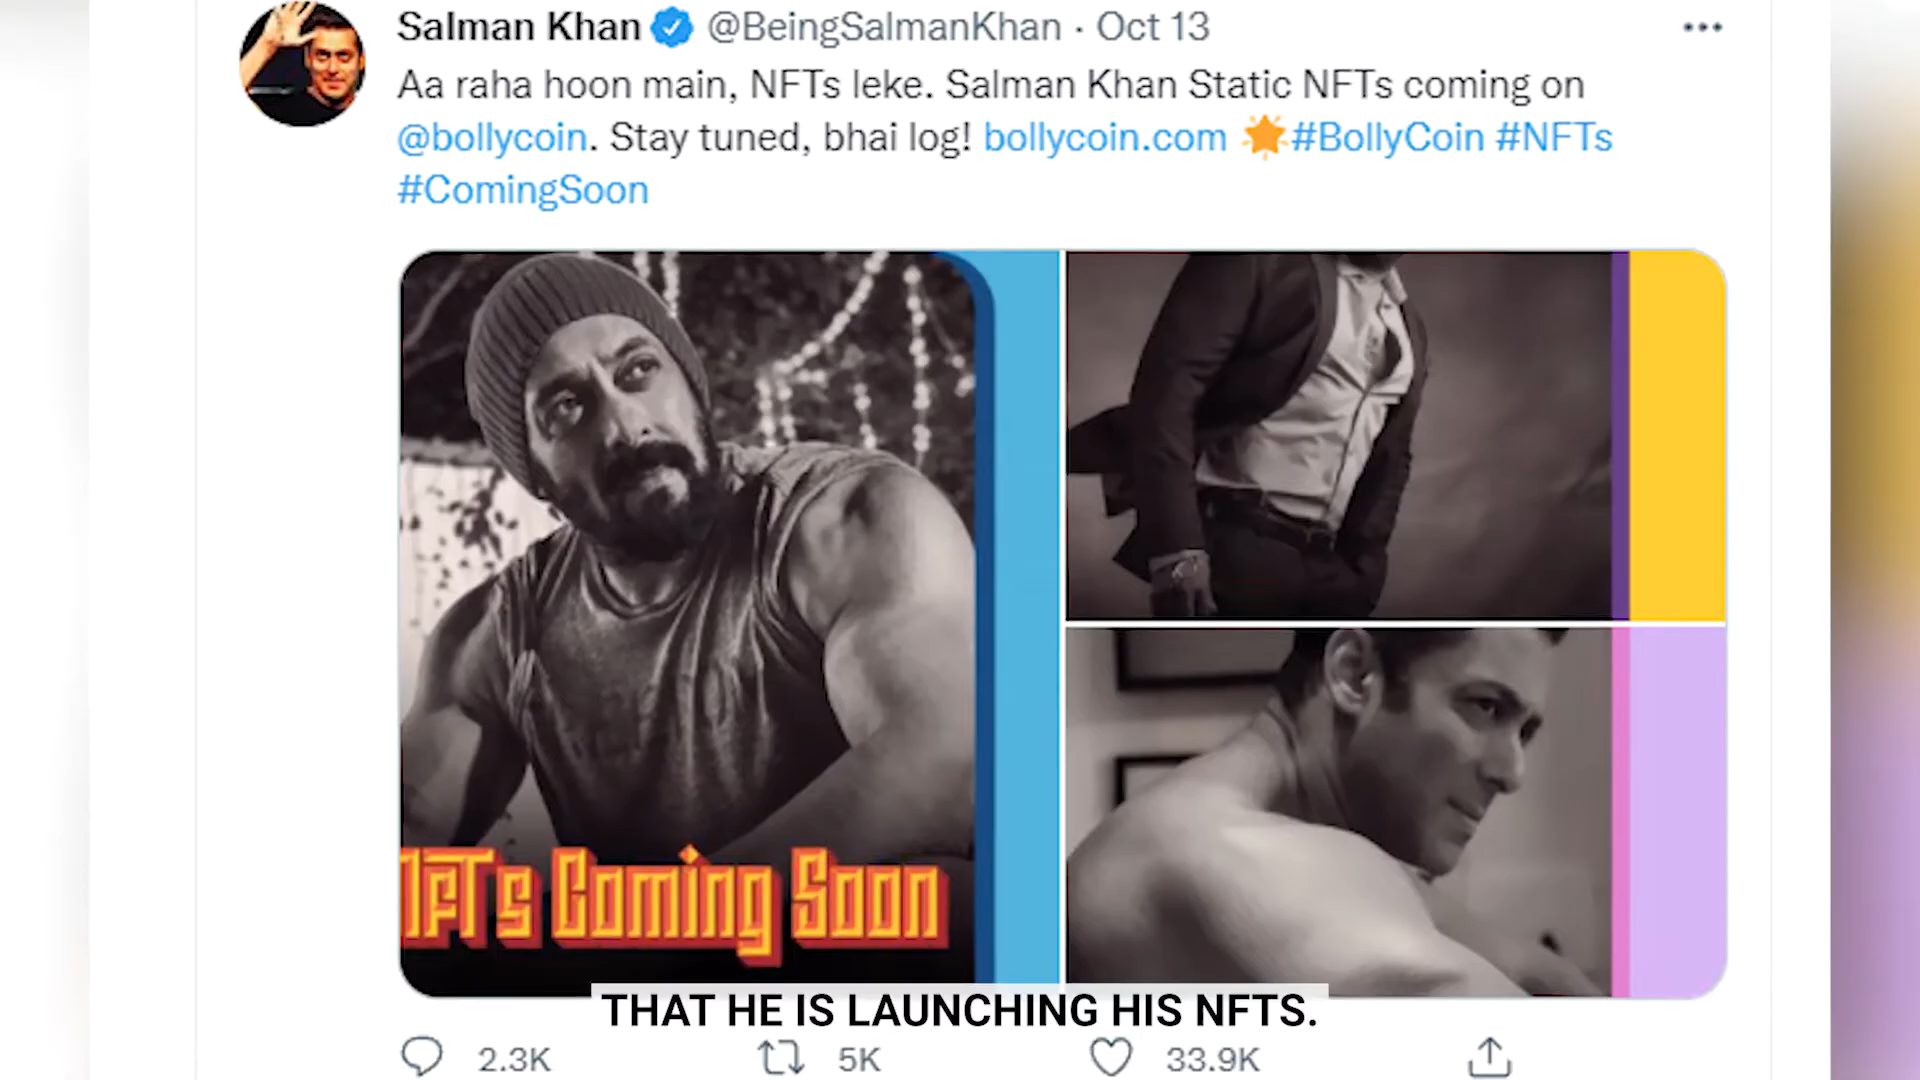 Salman Khan @BeingSalmanKhan · Oct 13
Aa raha hoon main, NFTs leke. Salman Khan Static NFTs coming on
@bollycoin. Stay tuned, bhai log! bollycoin.com 🌟#BollyCoin #NFTs
#ComingSoon
NFT's Coming Soon
THAT HE IS LAUNCHING HIS NFTS.
2.3K 5K 33.9K